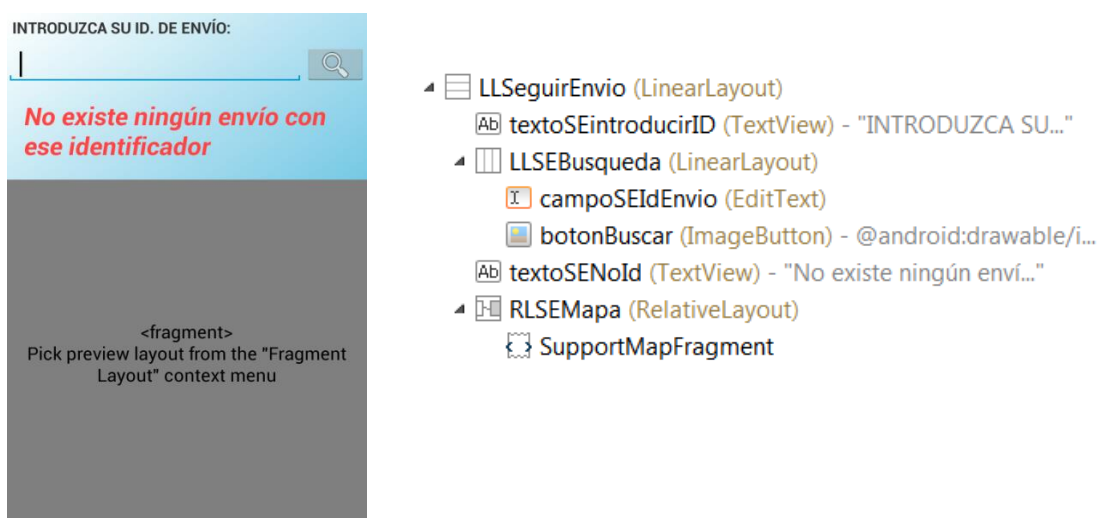 INTRODUZCA SU ID. DE ENVÍO:
No existe ningún envío con
ese identificador
<fragment>
Pick preview layout from the "Fragment
Layout" context menu
LLSeguirEnvio (LinearLayout)
Ab textoSEintroducirID (TextView) - "INTRODUZCA SU..."
LLSEBusqueda (LinearLayout)
campoSEIdEnvio (EditText)
botonBuscar (ImageButton) - @android:drawable/i...
Ab textoSENoId (TextView) - "No existe ningún enví..."
RLSEMapa (RelativeLayout)
SupportMapFragment